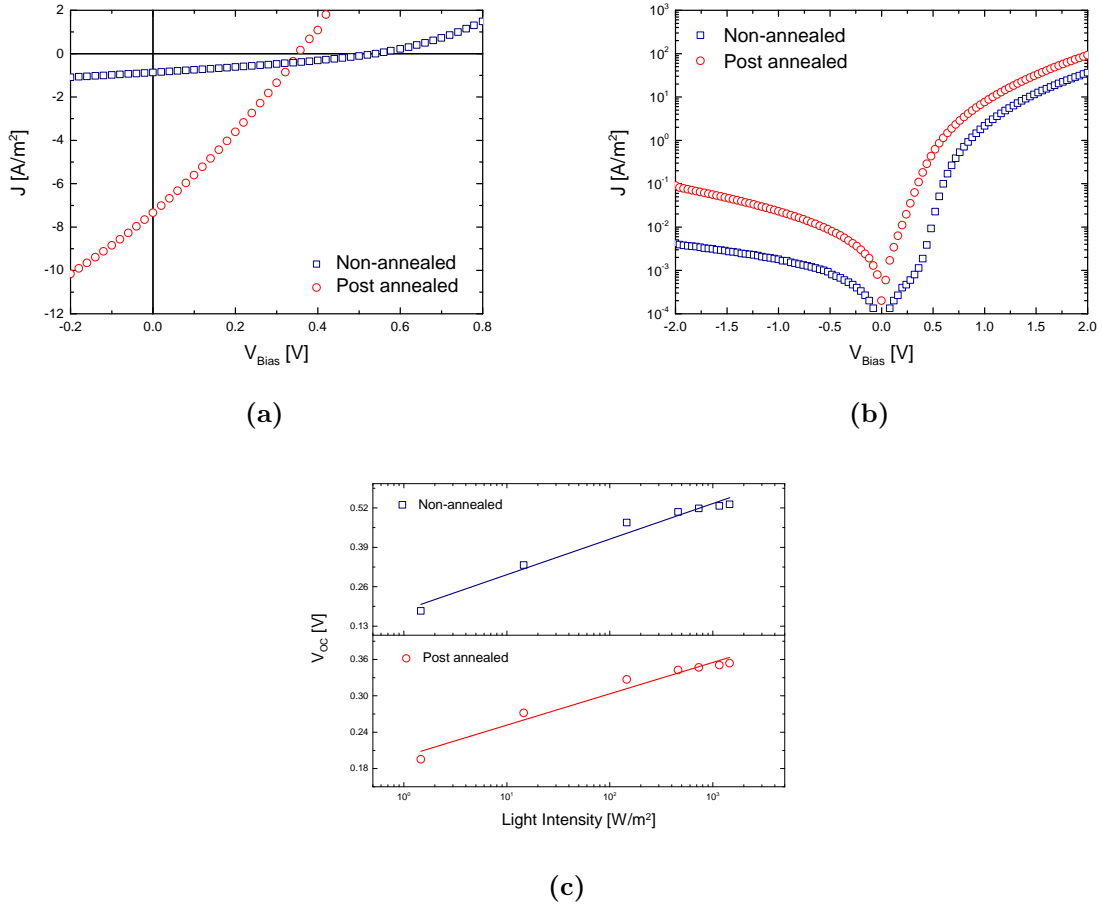 2
0
-2
-4
-6
-8
-10
-12
-0.2 0.0 0.2 0.4 0.6 0.8
J [A/m²]
V_Bias [V]
Non-annealed
Post annealed
(a)
10³
10²
10¹
10⁰
10⁻¹
10⁻²
10⁻³
10⁻⁴
-2.0 -1.5 -1.0 -0.5 0.0 0.5 1.0 1.5 2.0
J [A/m²]
V_Bias [V]
Non-annealed
Post annealed
(b)
0.52
0.39
0.26
0.13
Non-annealed
V_OC [V]
0.36
0.30
0.24
0.18
Post annealed
10⁰ 10¹ 10² 10³
Light Intensity [W/m²]
(c)